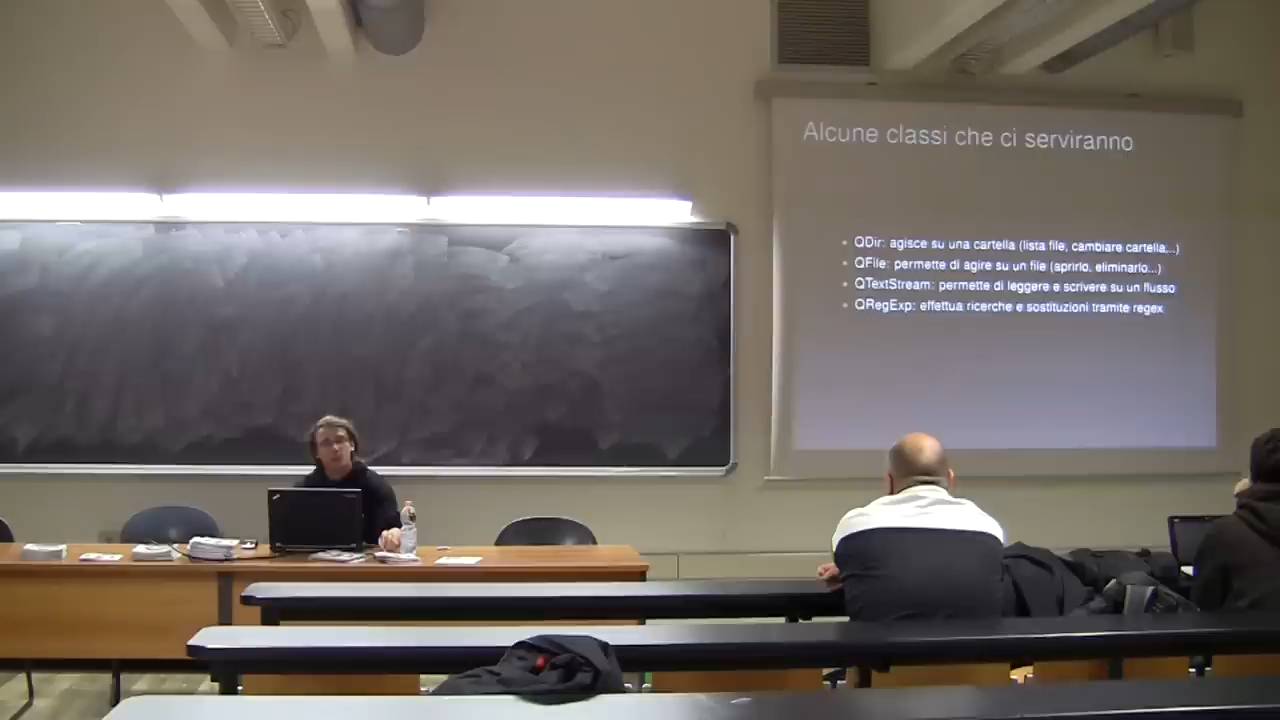 Alcune classi che ci serviranno
• QDir: agisce su una cartella (lista file, cambiare cartella...)
• QFile: permette di agire su un file (aprirlo, eliminarlo...)
• QTextStream: permette di leggere e scrivere su un flusso
• QRegExp: effettua ricerche e sostituzioni tramite regex